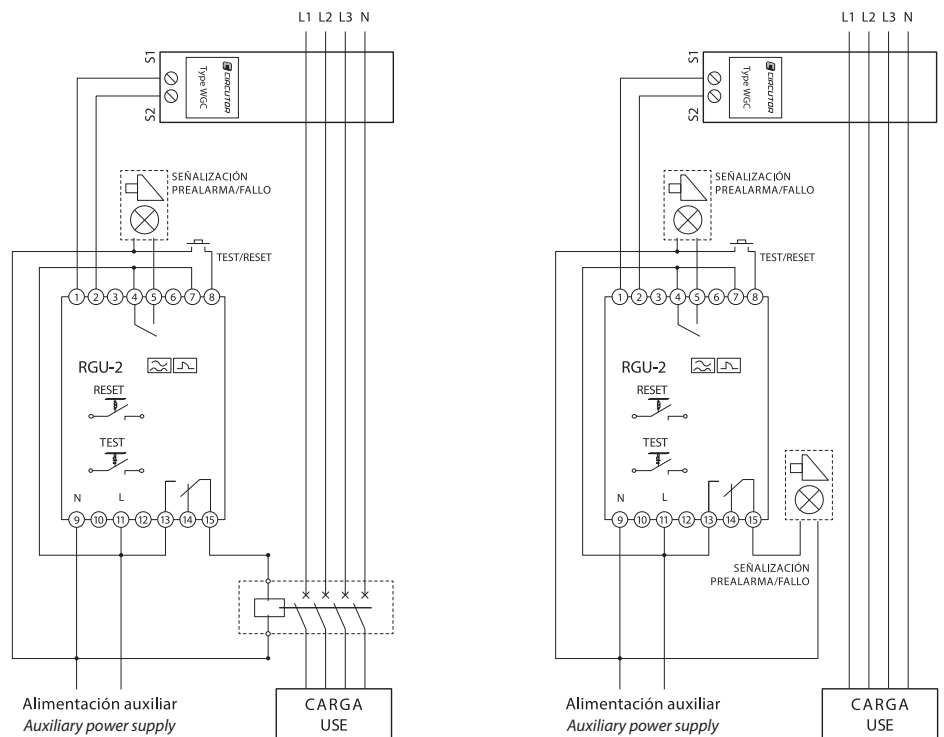 L1 L2 L3 N
S1
S2
CIRCUTOR
Type WGC
SEÑALIZACIÓN
PREALARMA/FALLO
TEST/RESET
1 2 3 4 5 6 7 8
RGU-2
RESET
TEST
N L
9 10 11 12 13 14 15
Alimentación auxiliar
Auxiliary power supply
CARGA
USE
L1 L2 L3 N
S1
S2
CIRCUTOR
Type WGC
SEÑALIZACIÓN
PREALARMA/FALLO
TEST/RESET
1 2 3 4 5 6 7 8
RGU-2
RESET
TEST
N L
9 10 11 12 13 14 15
SEÑALIZACIÓN
PREALARMA/FALLO
Alimentación auxiliar
Auxiliary power supply
CARGA
USE